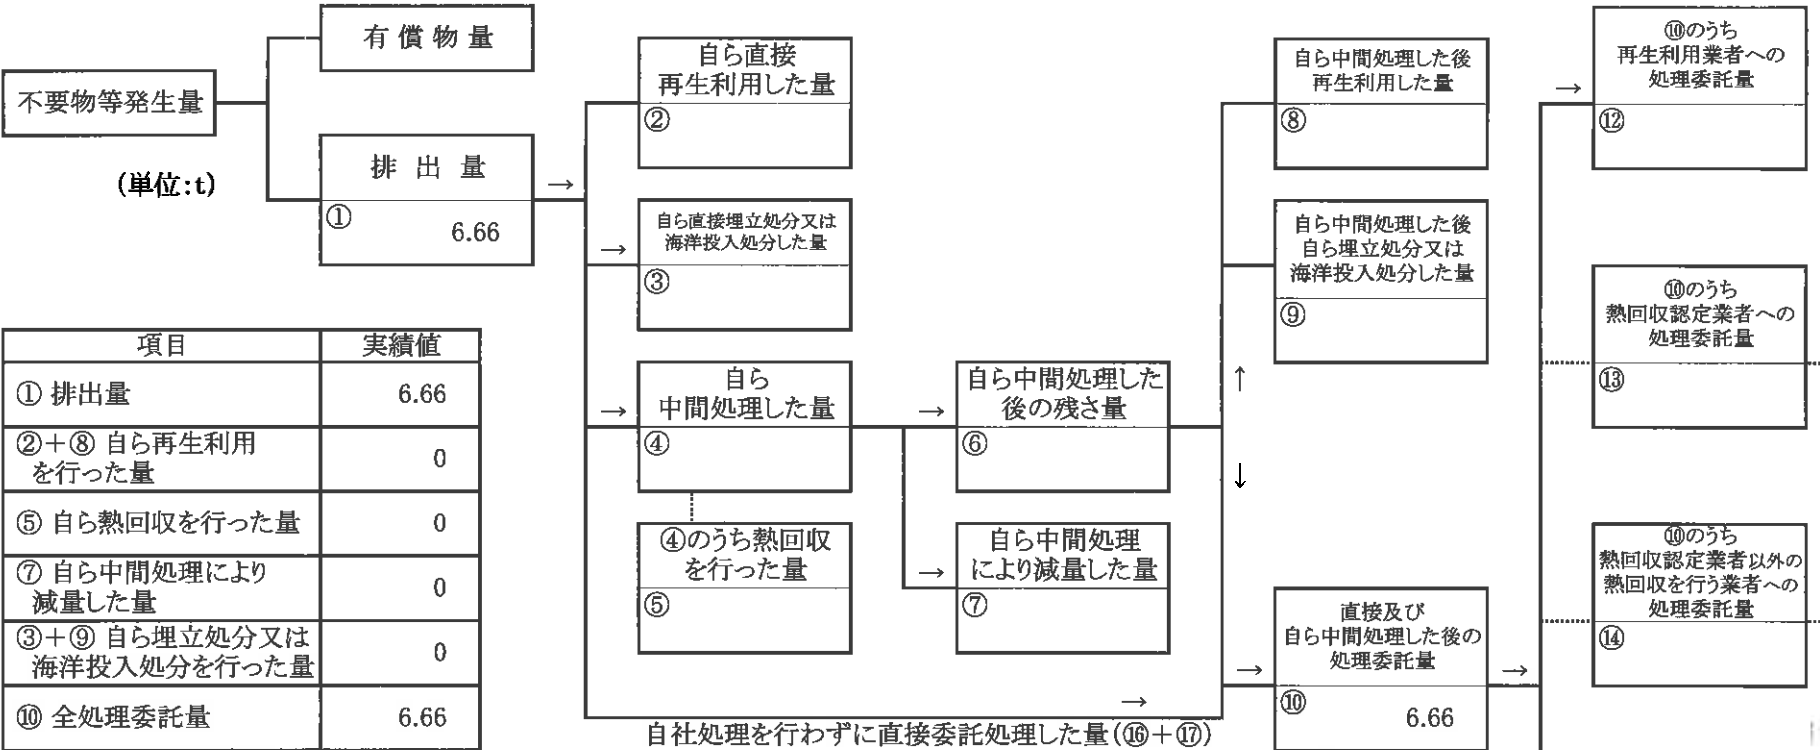 不要物等発生量
(単位:t)
有 償 物 量
排 出 量
①
6.66
自ら直接
再生利用した量
②
自ら直接埋立処分又は
海洋投入処分した量
③
自ら
中間処理した量
④
④のうち熱回収
を行った量
⑤
自ら中間処理した
後の残さ量
⑥
自ら中間処理
により減量した量
⑦
自ら中間処理した後
再生利用した量
⑧
自ら中間処理した後
自ら埋立処分又は
海洋投入処分した量
⑨
直接及び
自ら中間処理した後の
処理委託量
⑩
6.66
⑩のうち
再生利用業者への
処理委託量
⑫
⑩のうち
熱回収認定業者への
処理委託量
⑬
⑩のうち
熱回収認定業者以外の
熱回収を行う業者への
処理委託量
⑭
自社処理を行わずに直接委託処理した量(⑯+⑰)
項目 実績値
① 排出量 6.66
②+⑧ 自ら再生利用
を行った量 0
⑤ 自ら熱回収を行った量 0
⑦ 自ら中間処理により
減量した量 0
③+⑨ 自ら埋立処分又は
海洋投入処分を行った量 0
⑩ 全処理委託量 6.66